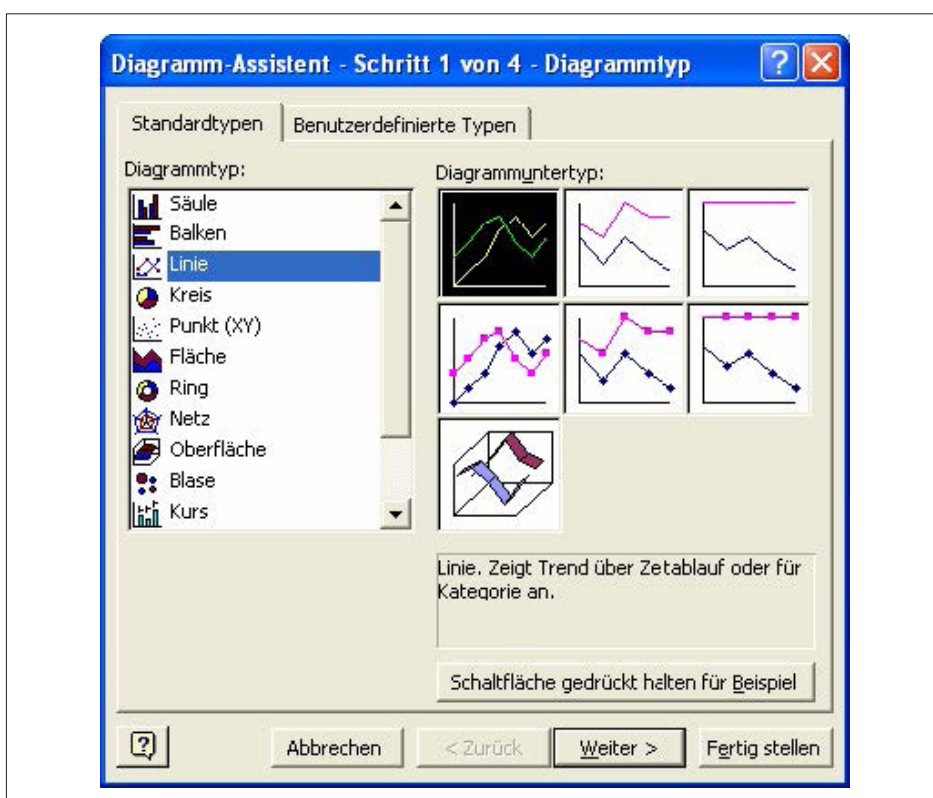 Diagramm-Assistent - Schritt 1 von 4 - Diagrammtyp
Standardtypen
Benutzerdefinierte Typen
Diagrammtyp:
Säule
Balken
Linie
Kreis
Punkt (XY)
Fläche
Ring
Netz
Oberfläche
Blase
Kurs
Diagrammuntertyp:
Linie. Zeigt Trend über Zetablauf oder für
Kategorie an.
Schaltfläche gedrückt halten für Beispiel
Abbrechen
< Zurück
Weiter >
Fertig stellen